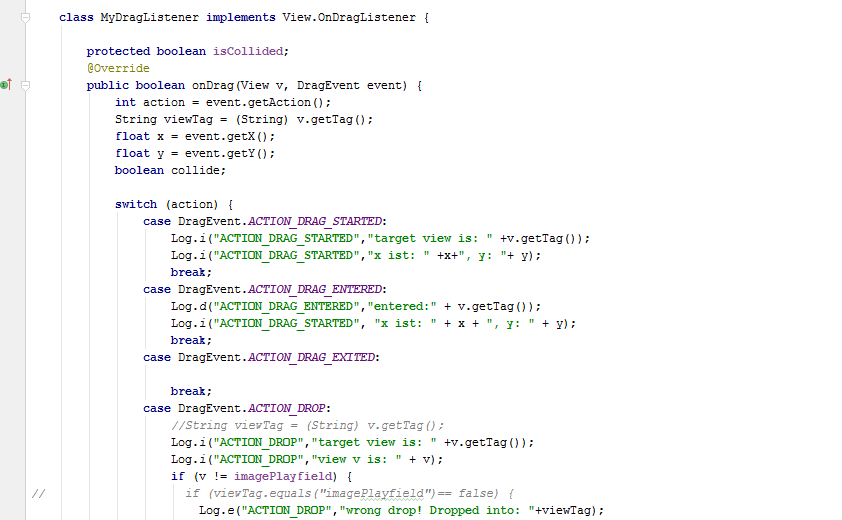 class MyDragListener implements View.OnDragListener {
protected boolean isCollided;
@Override
public boolean onDrag(View v, DragEvent event) {
int action = event.getAction();
String viewTag = (String) v.getTag();
float x = event.getX();
float y = event.getY();
boolean collide;
switch (action) {
case DragEvent.ACTION_DRAG_STARTED:
Log.i("ACTION_DRAG_STARTED","target view is: " +v.getTag());
Log.i("ACTION_DRAG_STARTED","x ist: " +x+", y: "+ y);
break;
case DragEvent.ACTION_DRAG_ENTERED:
Log.d("ACTION_DRAG_ENTERED","entered:" + v.getTag());
Log.i("ACTION_DRAG_STARTED", "x ist: " + x + ", y: " + y);
break;
case DragEvent.ACTION_DRAG_EXITED:
break;
case DragEvent.ACTION_DROP:
//String viewTag = (String) v.getTag();
Log.i("ACTION_DROP","target view is: " +v.getTag());
Log.i("ACTION_DROP","view v is: " + v);
if (v != imagePlayfield) {
// if (viewTag.equals("imagePlayfield")== false) {
Log.e("ACTION_DROP","wrong drop! Dropped into: "+viewTag);